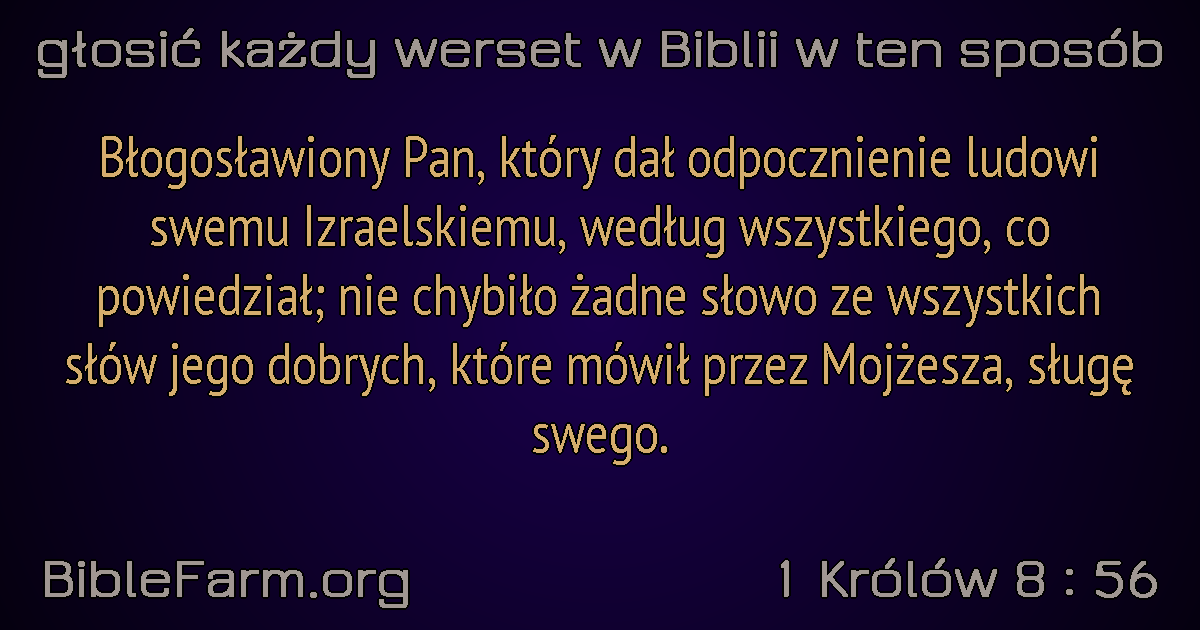 głosić każdy werset w Biblii w ten sposób
Błogosławiony Pan, który dał odpocznienie ludowi
swemu Izraelskiemu, według wszystkiego, co
powiedział; nie chybiło żadne słowo ze wszystkich
słów jego dobrych, które mówił przez Mojżesza, sługę
swego.
BibleFarm.org
1 Królów 8 : 56